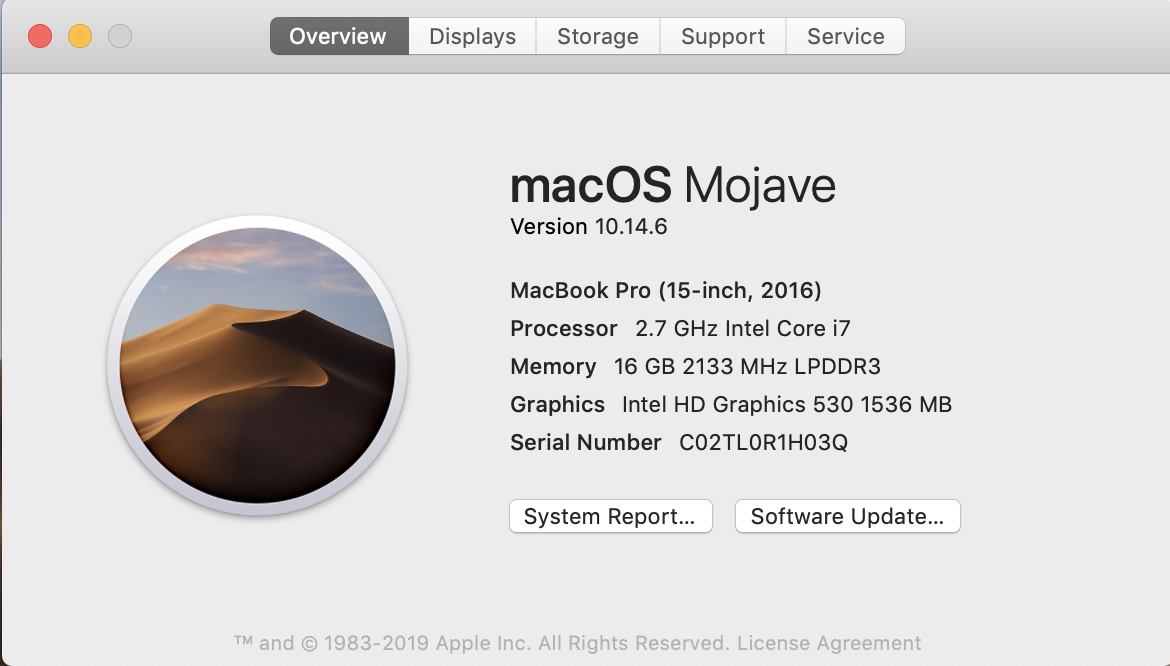 Overview Displays Storage Support Service
macOS Mojave
Version 10.14.6
MacBook Pro (15-inch, 2016)
Processor 2.7 GHz Intel Core i7
Memory 16 GB 2133 MHz LPDDR3
Graphics Intel HD Graphics 530 1536 MB
Serial Number C02TL0R1H03Q
System Report... Software Update...
™ and © 1983-2019 Apple Inc. All Rights Reserved. License Agreement